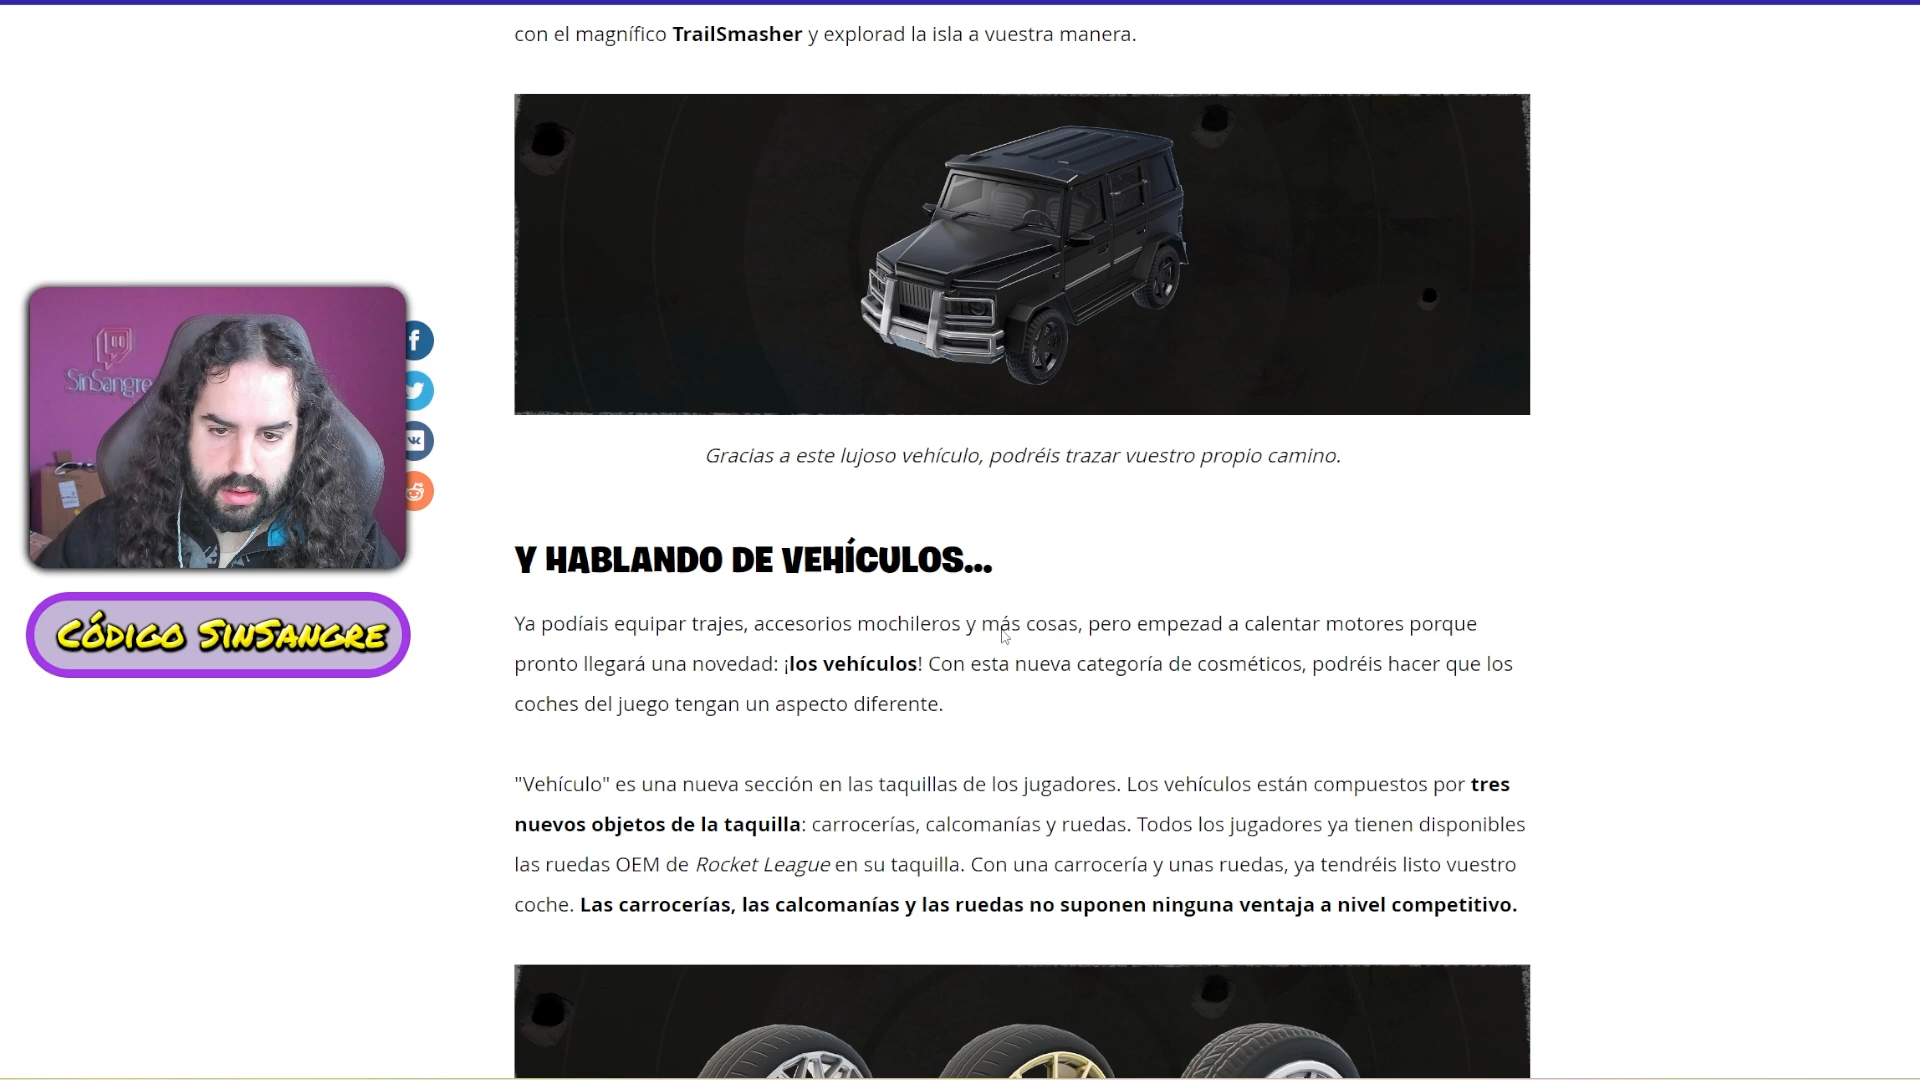 con el magnífico TrailSmasher y explorad la isla a vuestra manera.
Gracias a este lujoso vehículo, podréis trazar vuestro propio camino.
SinSangre
CÓDIGO SINSANGRE
Y HABLANDO DE VEHÍCULOS...
Ya podíais equipar trajes, accesorios mochileros y más cosas, pero empezad a calentar motores porque
pronto llegará una novedad: ¡los vehículos! Con esta nueva categoría de cosméticos, podréis hacer que los
coches del juego tengan un aspecto diferente.
"Vehículo" es una nueva sección en las taquillas de los jugadores. Los vehículos están compuestos por tres
nuevos objetos de la taquilla: carrocerías, calcomanías y ruedas. Todos los jugadores ya tienen disponibles
las ruedas OEM de Rocket League en su taquilla. Con una carrocería y unas ruedas, ya tendréis listo vuestro
coche. Las carrocerías, las calcomanías y las ruedas no suponen ninguna ventaja a nivel competitivo.